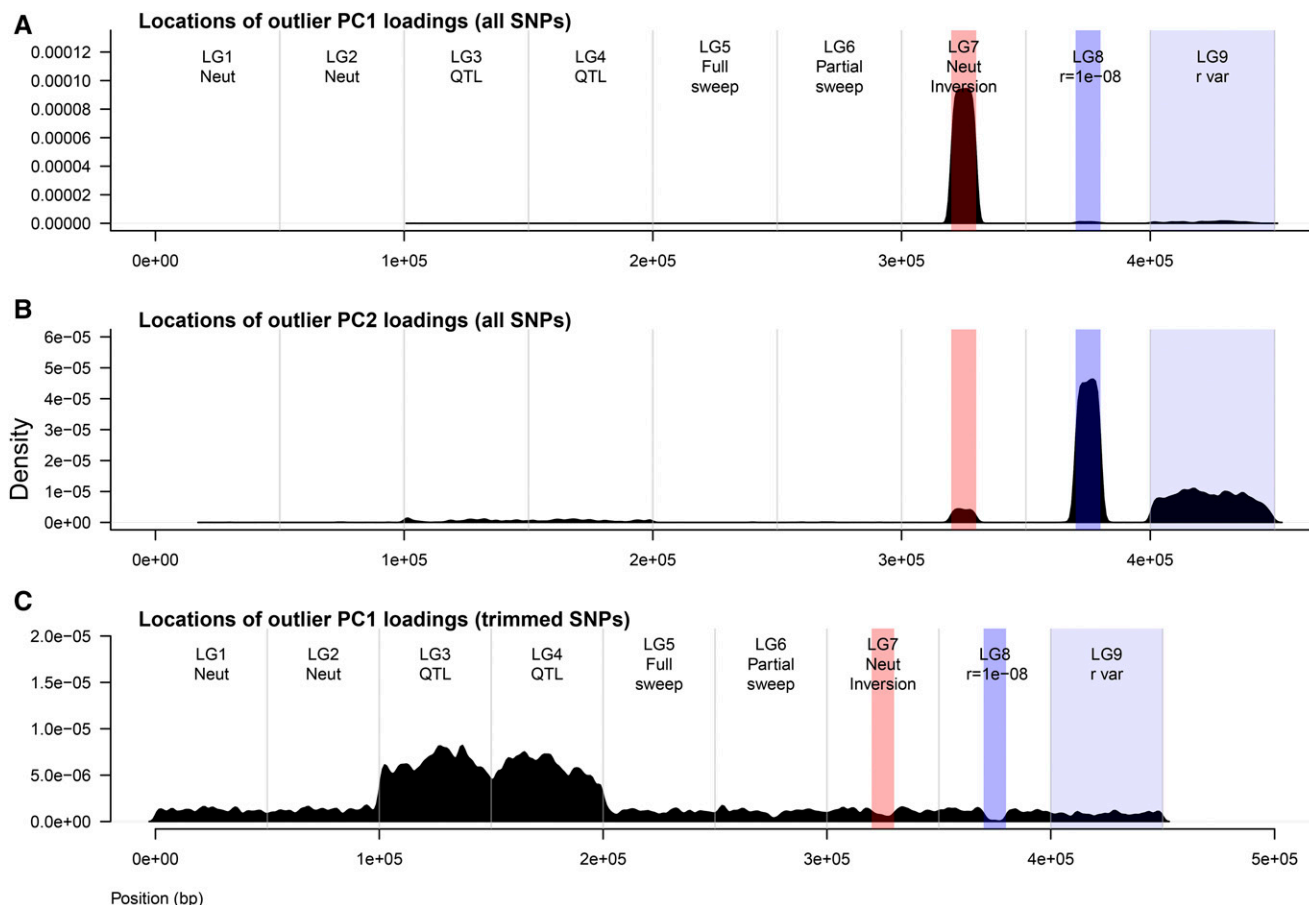 A
Locations of outlier PC1 loadings (all SNPs)
LG1 Neut
LG2 Neut
LG3 QTL
LG4 QTL
LG5 Full sweep
LG6 Partial sweep
LG7 Neut Inversion
LG8 r=1e−08
LG9 r var
0.00012
0.00010
0.00008
0.00006
0.00004
0.00002
0.00000
0e+00 1e+05 2e+05 3e+05 4e+05
B
Locations of outlier PC2 loadings (all SNPs)
Density
6e−05
5e−05
4e−05
3e−05
2e−05
1e−05
0e+00
0e+00 1e+05 2e+05 3e+05 4e+05
C
Locations of outlier PC1 loadings (trimmed SNPs)
LG1 Neut
LG2 Neut
LG3 QTL
LG4 QTL
LG5 Full sweep
LG6 Partial sweep
LG7 Neut Inversion
LG8 r=1e−08
LG9 r var
2.0e−05
1.5e−05
1.0e−05
5.0e−06
0.0e+00
0e+00 1e+05 2e+05 3e+05 4e+05 5e+05
Position (bp)